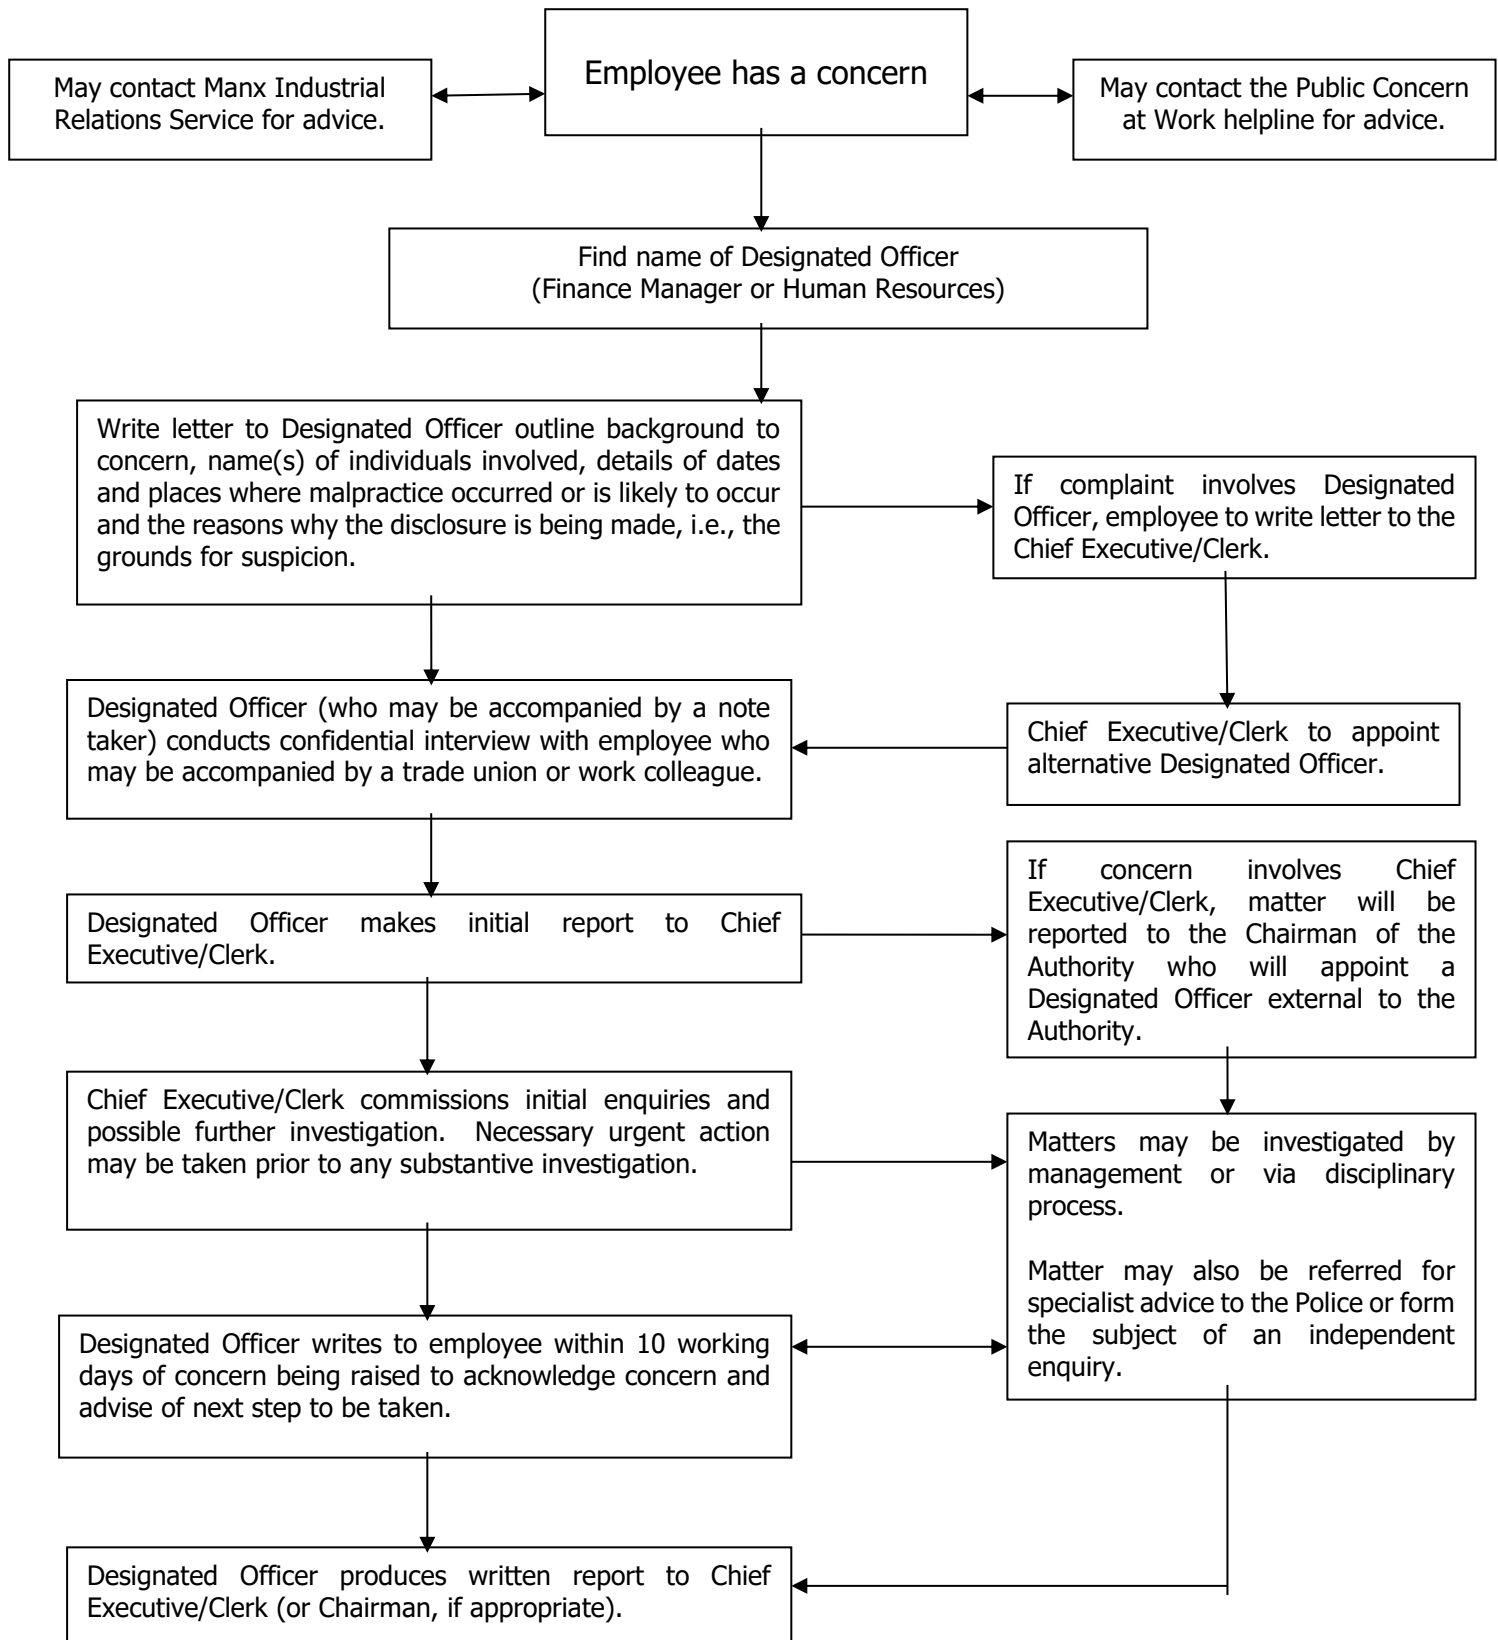 Employee has a concern
May contact Manx Industrial
Relations Service for advice.
May contact the Public Concern
at Work helpline for advice.
Find name of Designated Officer
(Finance Manager or Human Resources)
Write letter to Designated Officer outline background to
concern, name(s) of individuals involved, details of dates
and places where malpractice occurred or is likely to occur
and the reasons why the disclosure is being made, i.e., the
grounds for suspicion.
If complaint involves Designated
Officer, employee to write letter to the
Chief Executive/Clerk.
Designated Officer (who may be accompanied by a note
taker) conducts confidential interview with employee who
may be accompanied by a trade union or work colleague.
Chief Executive/Clerk to appoint
alternative Designated Officer.
Designated Officer makes initial report to Chief
Executive/Clerk.
If concern involves Chief
Executive/Clerk, matter will be
reported to the Chairman of the
Authority who will appoint a
Designated Officer external to the
Authority.
Chief Executive/Clerk commissions initial enquiries and
possible further investigation. Necessary urgent action
may be taken prior to any substantive investigation.
Matters may be investigated by
management or via disciplinary
process.
Matter may also be referred for
specialist advice to the Police or form
the subject of an independent
enquiry.
Designated Officer writes to employee within 10 working
days of concern being raised to acknowledge concern and
advise of next step to be taken.
Designated Officer produces written report to Chief
Executive/Clerk (or Chairman, if appropriate).